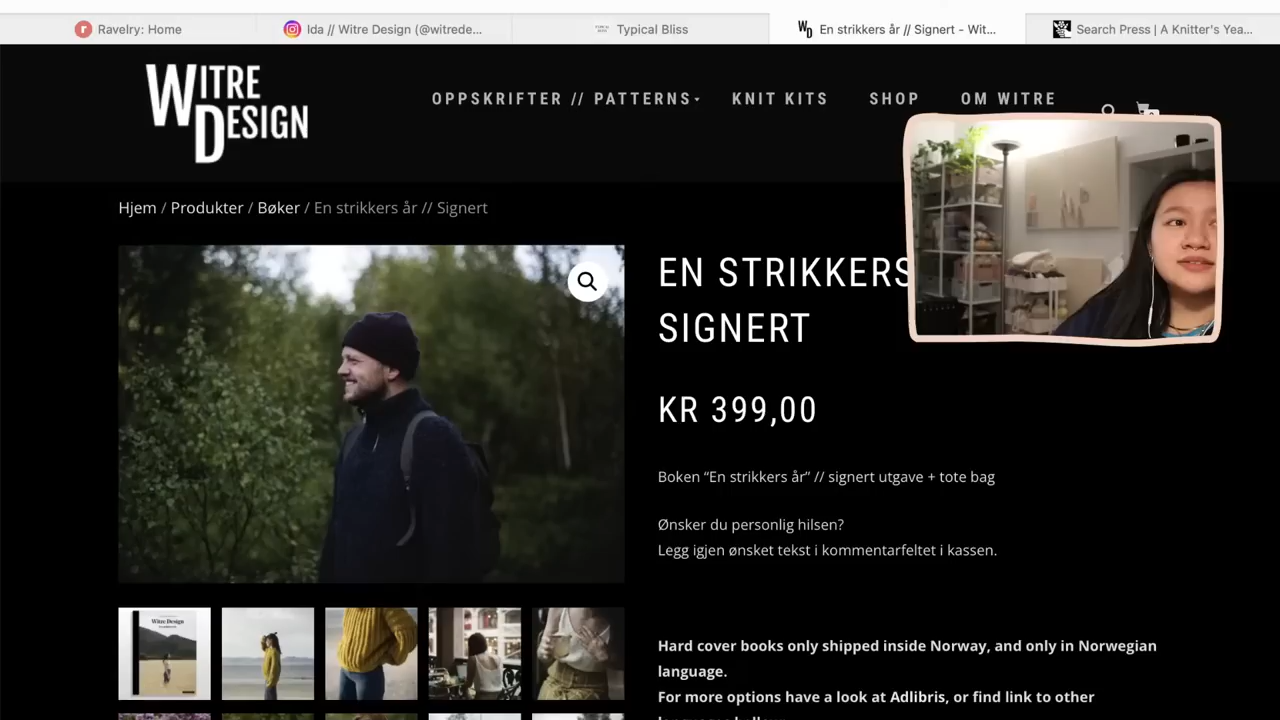 Ravelry: Home
Ida // Witre Design (@witrede...
Typical Bliss
En strikkers år // Signert - Wit...
Search Press | A Knitter's Yea...
WITRE
DESIGN
OPPSKRIFTER // PATTERNS
KNIT KITS
SHOP
OM WITRE
Hjem / Produkter / Bøker / En strikkers år // Signert
EN STRIKKERS
SIGNERT
KR 399,00
Boken “En strikkers år” // signert utgave + tote bag
Ønsker du personlig hilsen?
Legg igjen ønsket tekst i kommentarfeltet i kassen.
Witre Design
Hard cover books only shipped inside Norway, and only in Norwegian
language.
For more options have a look at Adlibris, or find link to other